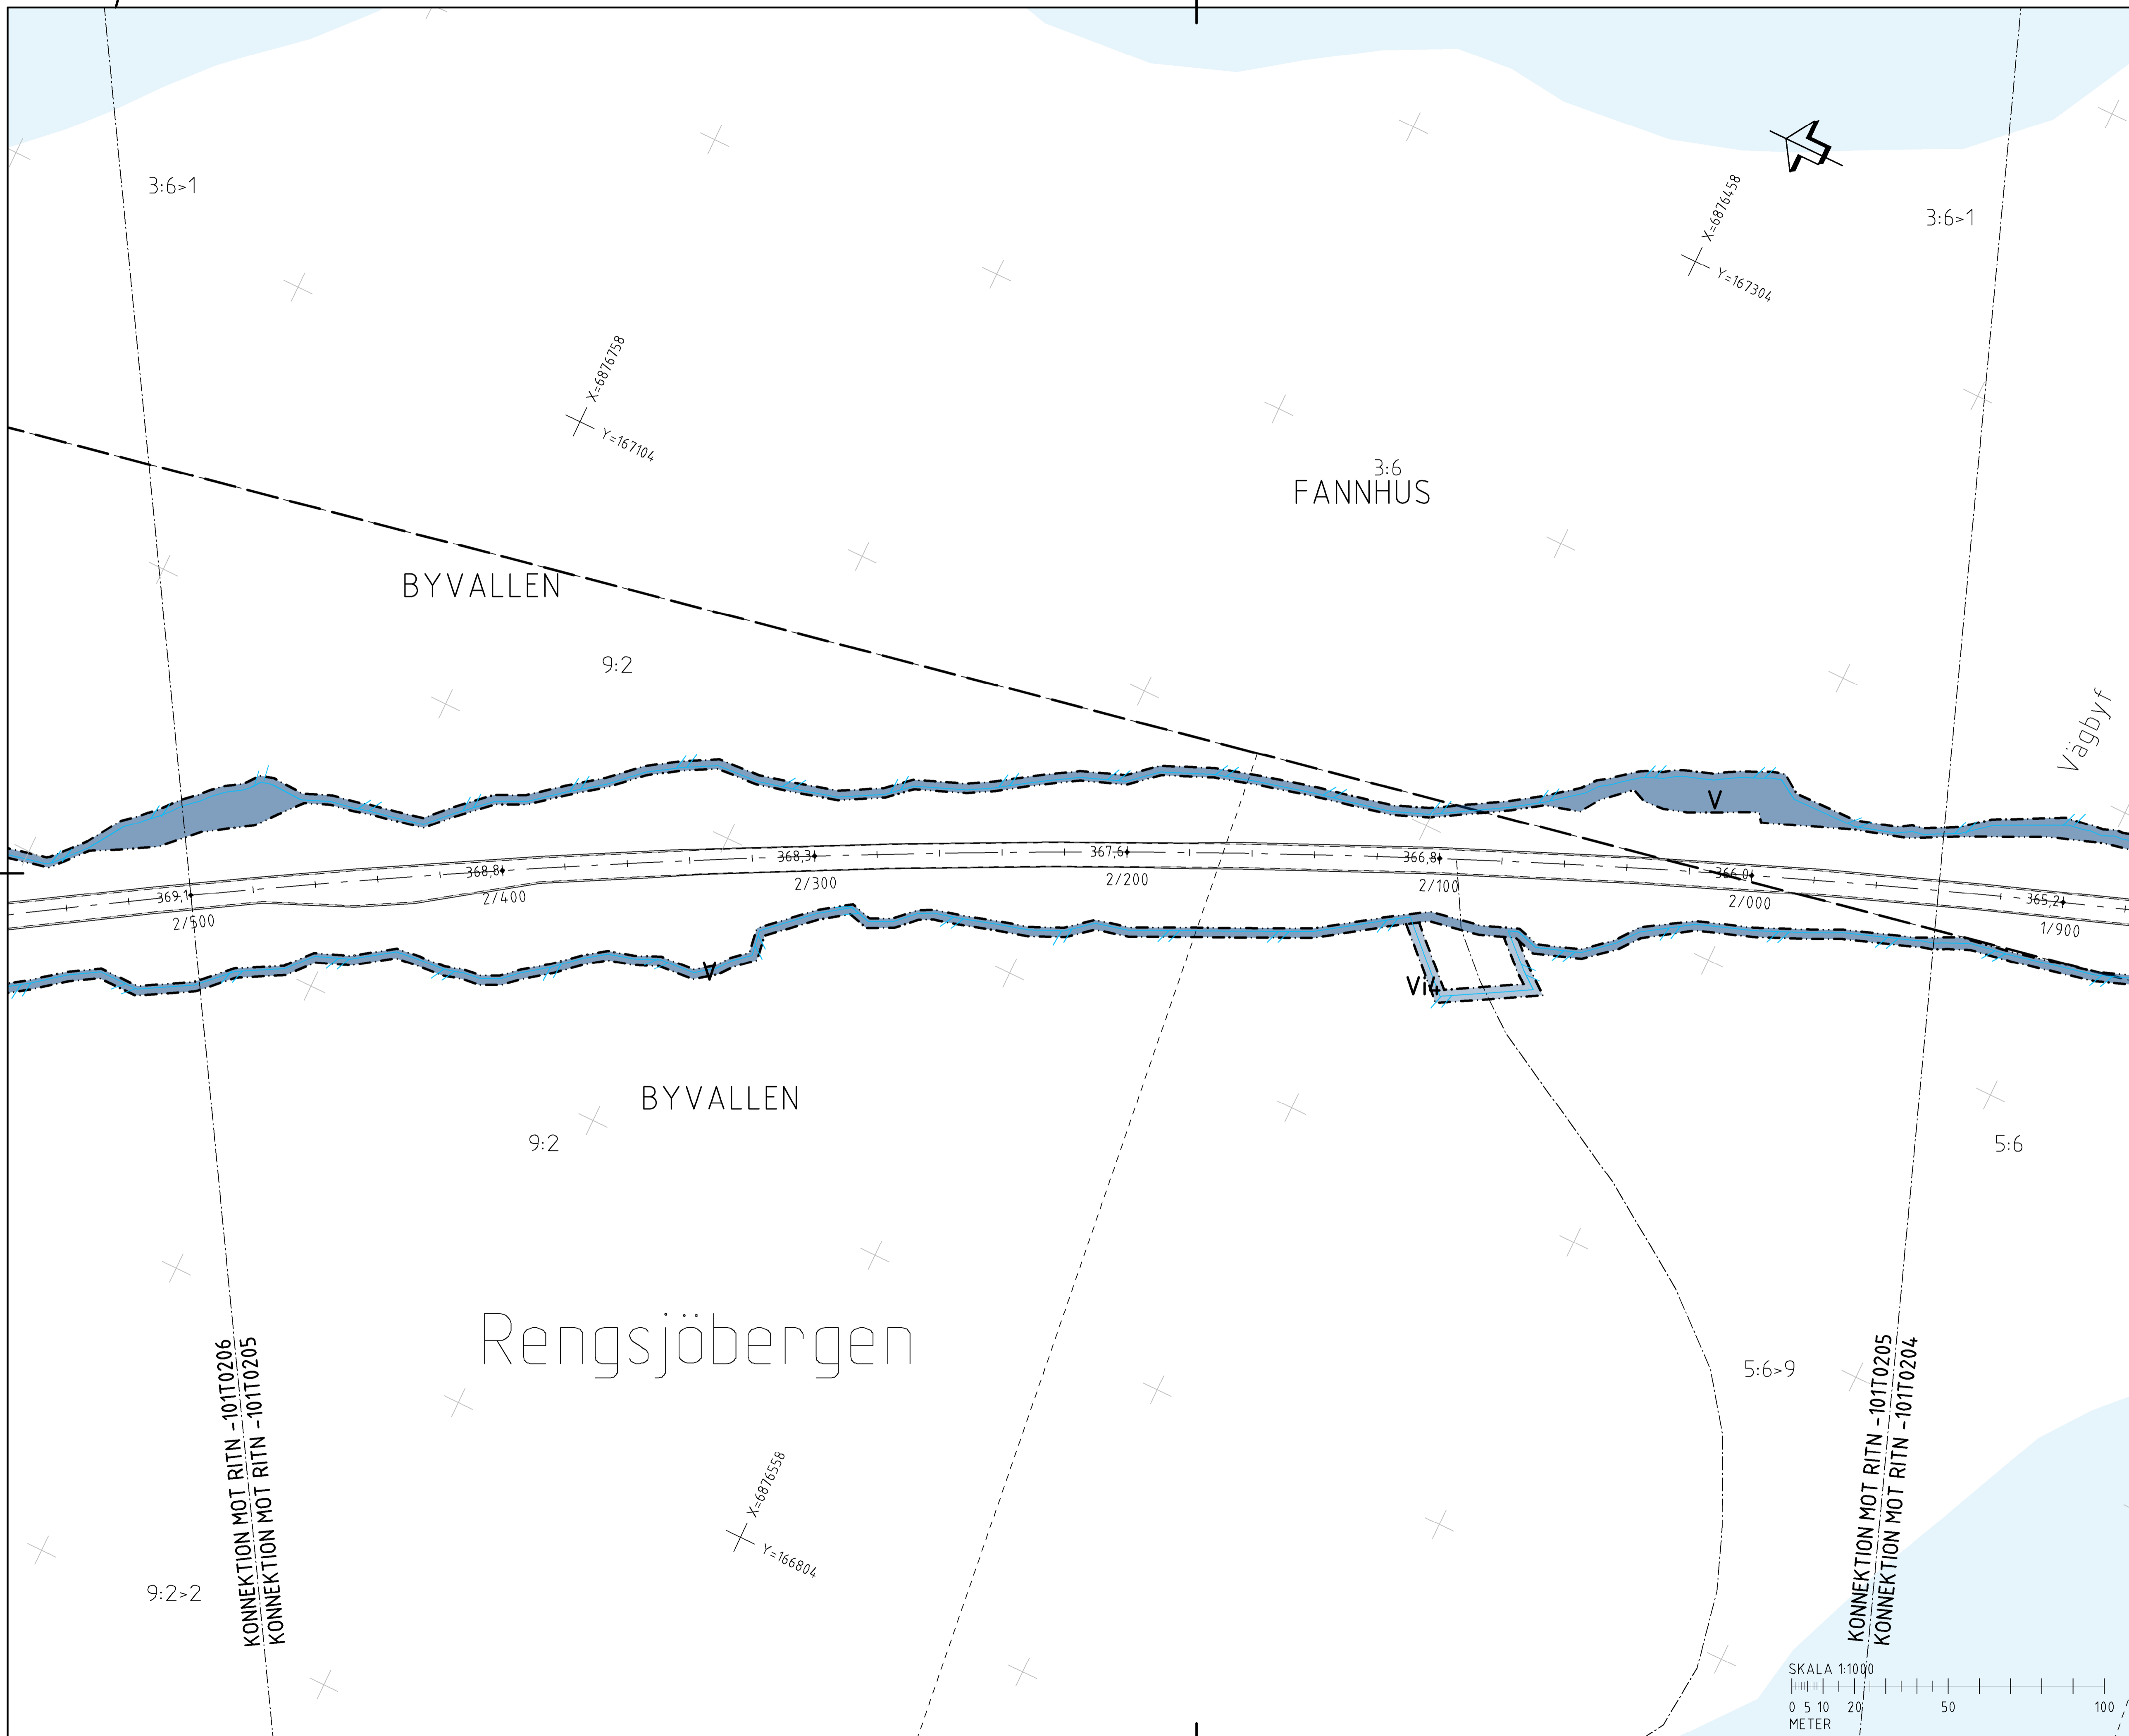 3:6>1
X=6876458
3:6>1
Y=167304
X=6876758
Y=167104
3:6
FANNHUS
BYVALLEN
9:2
Vägbyf
V
369,1
368,8
368,3
367,6
366,8
366,0
365,2
2/500
2/400
2/300
2/200
2/100
2/000
1/900
V
Vi4
BYVALLEN
9:2
5:6
Rengsjöbergen
5:6>9
KONNEKTION MOT RITN -101T0206
KONNEKTION MOT RITN -101T0205
KONNEKTION MOT RITN -101T0205
KONNEKTION MOT RITN -101T0204
X=6876558
Y=166804
9:2>2
SKALA 1:1000
0 5 10 20 50 100
METER